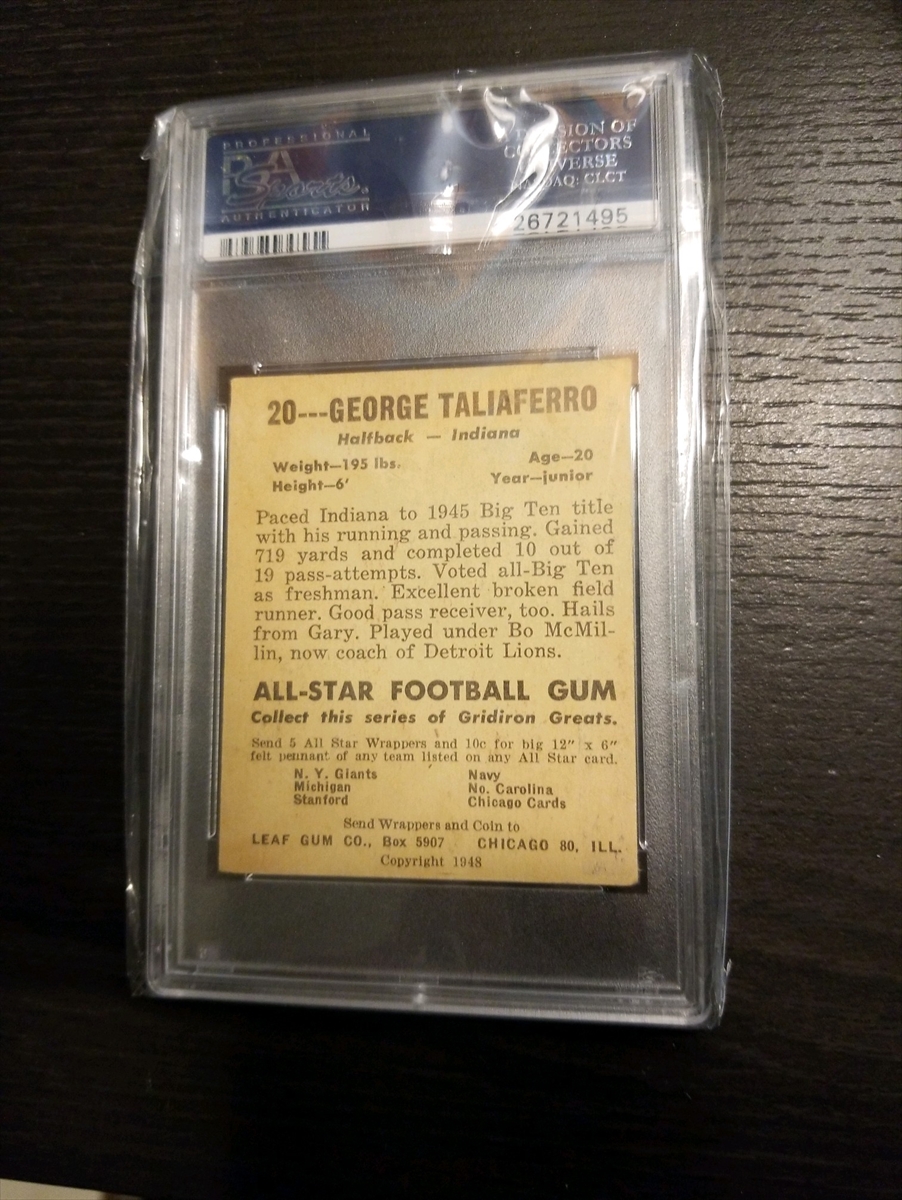 PROFESSIONAL
PSA
Sports
AUTHENTICATOR
OF
NASDAQ: CLCT
26721495
20---GEORGE TALIAFERRO
Halfback — Indiana
Weight—195 lbs. Age—20
Height—6' Year—junior
Paced Indiana to 1945 Big Ten title
with his running and passing. Gained
719 yards and completed 10 out of
19 pass-attempts. Voted all-Big Ten
as freshman. Excellent broken field
runner. Good pass receiver, too. Hails
from Gary. Played under Bo McMil-
lin, now coach of Detroit Lions.
ALL-STAR FOOTBALL GUM
Collect this series of Gridiron Greats.
Send 5 All Star Wrappers and 10c for big 12" x 6"
felt pennant of any team listed on any All Star card.
N. Y. Giants Navy
Michigan No. Carolina
Stanford Chicago Cards
Send Wrappers and Coin to
LEAF GUM CO., Box 5907 CHICAGO 80, ILL.
Copyright 1948